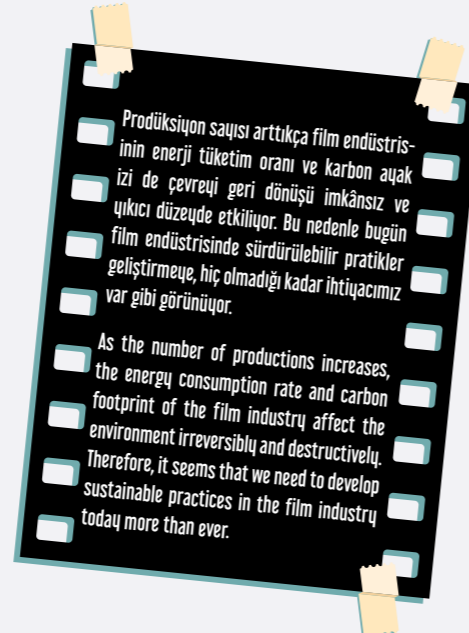 Prodüksiyon sayısı arttıkça film endüstris-
inin enerji tüketim oranı ve karbon ayak
izi de çevreyi geri dönüşü imkânsız ve
yıkıcı düzeyde etkiliyor. Bu nedenle bugün
film endüstrisinde sürdürülebilir pratikler
geliştirmeye, hiç olmadığı kadar ihtiyacımız
var gibi görünüyor.
As the number of productions increases,
the energy consumption rate and carbon
footprint of the film industry affect the
environment irreversibly and destructively.
Therefore, it seems that we need to develop
sustainable practices in the film industry
today more than ever.